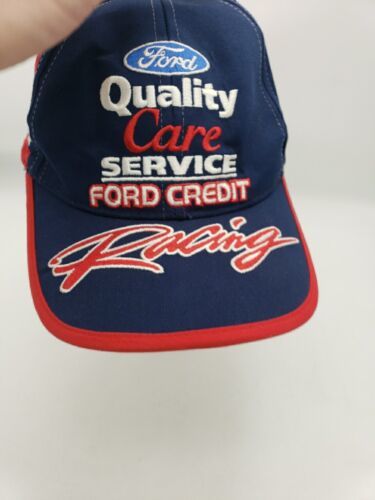 Ford
Quality
Care
SERVICE
FORD CREDIT
Racing